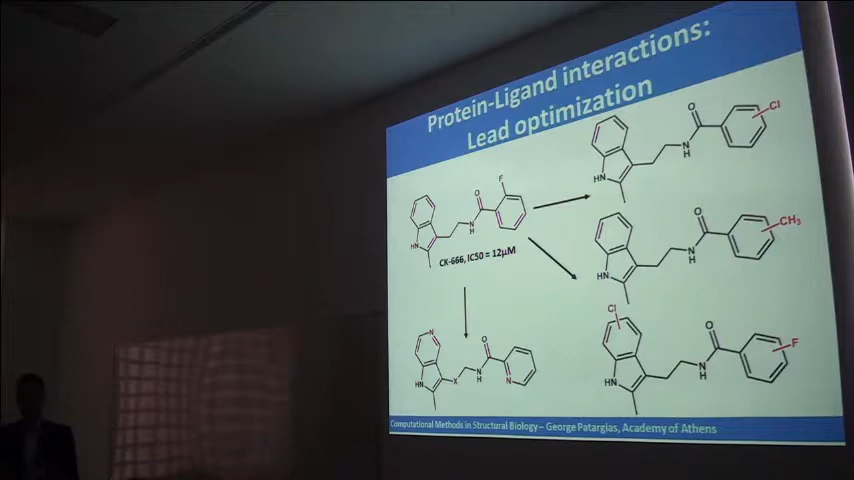 Protein-Ligand interactions:
Lead optimization
Cl
O
N
H
HN
F
O
N
H
HN
CK-666, IC50 = 12μM
O
CH₃
N
H
HN
Cl
O
F
N
H
HN
N
O
N
H
X
N
HN
Computational Methods in Structural Biology – George Patargias, Academy of Athens